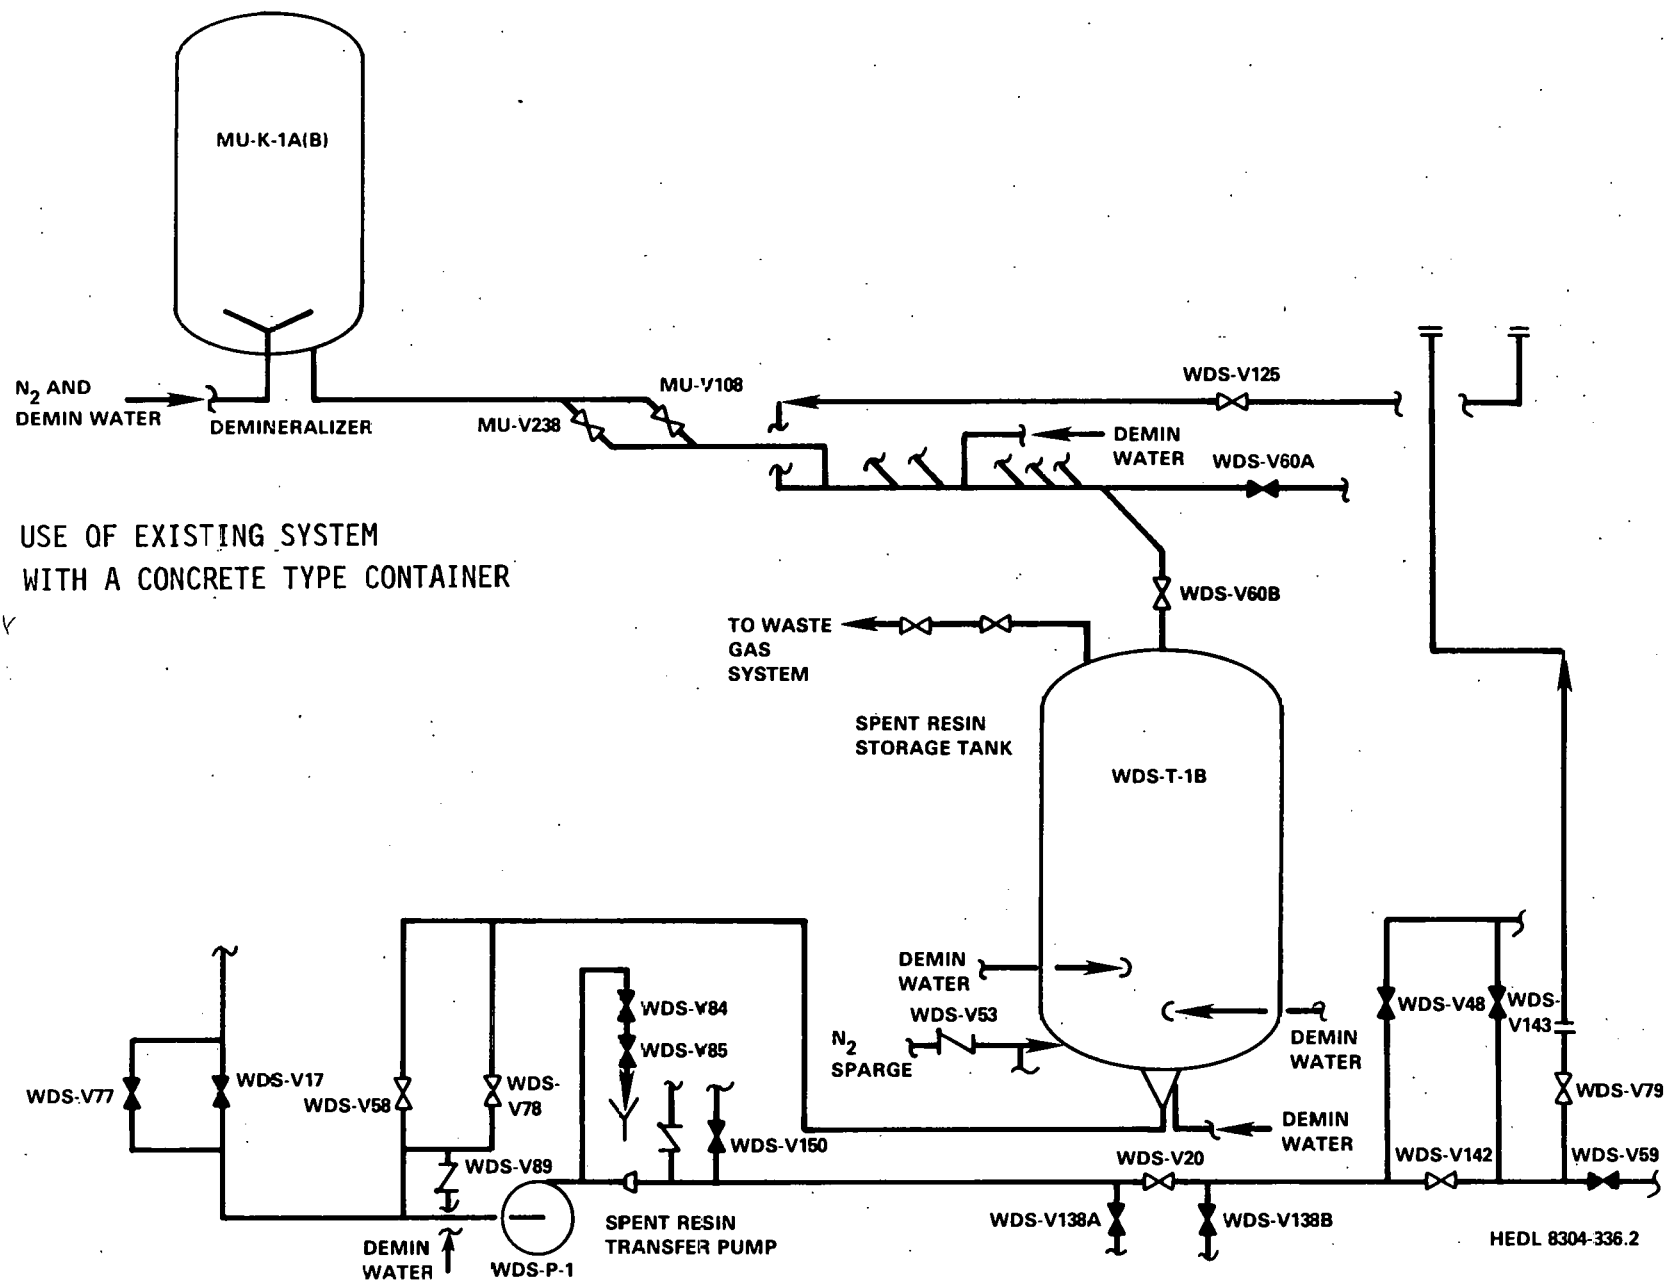 MU-K-1A(B)
N2 AND
DEMIN WATER
DEMINERALIZER
MU-V108
MU-V238
WDS-V125
DEMIN
WATER
WDS-V60A
USE OF EXISTING SYSTEM
WITH A CONCRETE TYPE CONTAINER
WDS-V60B
TO WASTE
GAS
SYSTEM
SPENT RESIN
STORAGE TANK
WDS-T-1B
DEMIN
WATER
WDS-V53
N2
SPARGE
DEMIN
WATER
WDS-V48
WDS-
V143
WDS-V84
WDS-V85
WDS-V77
WDS-V17
WDS-V58
WDS-
V78
WDS-V79
WDS-V150
DEMIN
WATER
WDS-V89
WDS-V20
WDS-V142
WDS-V59
WDS-V138A
WDS-V138B
SPENT RESIN
TRANSFER PUMP
DEMIN
WATER
WDS-P-1
HEDL 8304-336.2